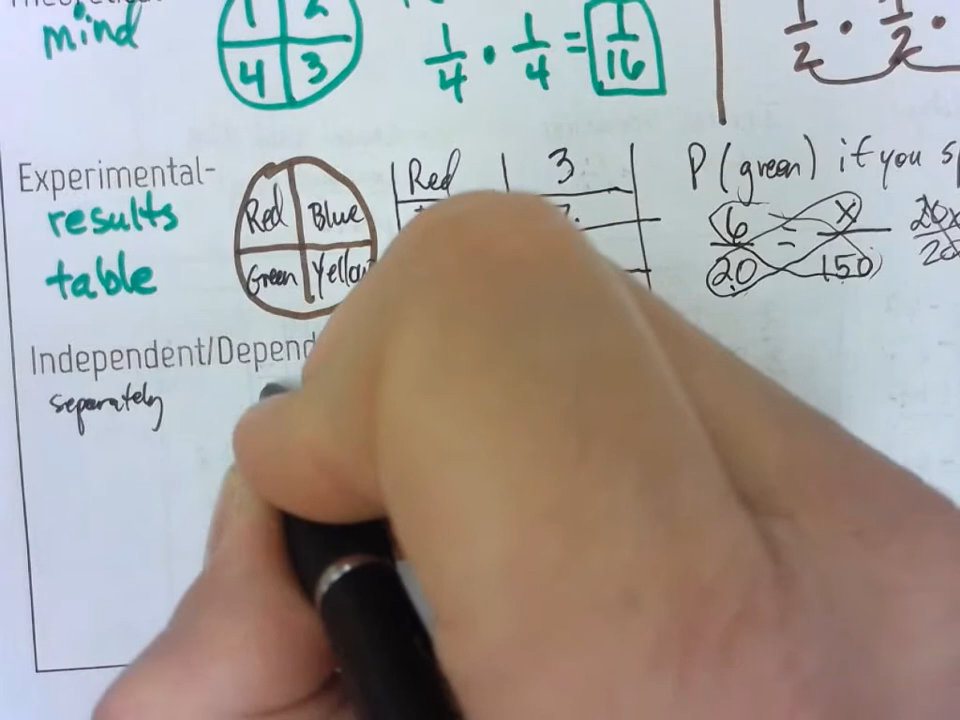 mind
1 2
4 3
1/4 · 1/4 = 1/16
1/2 · 1/2 ·
Experimental-
results
table
Red Blue
Green Yellow
Red 3
P(green) if you
6/20 = x/150
Independent/Depend
separately